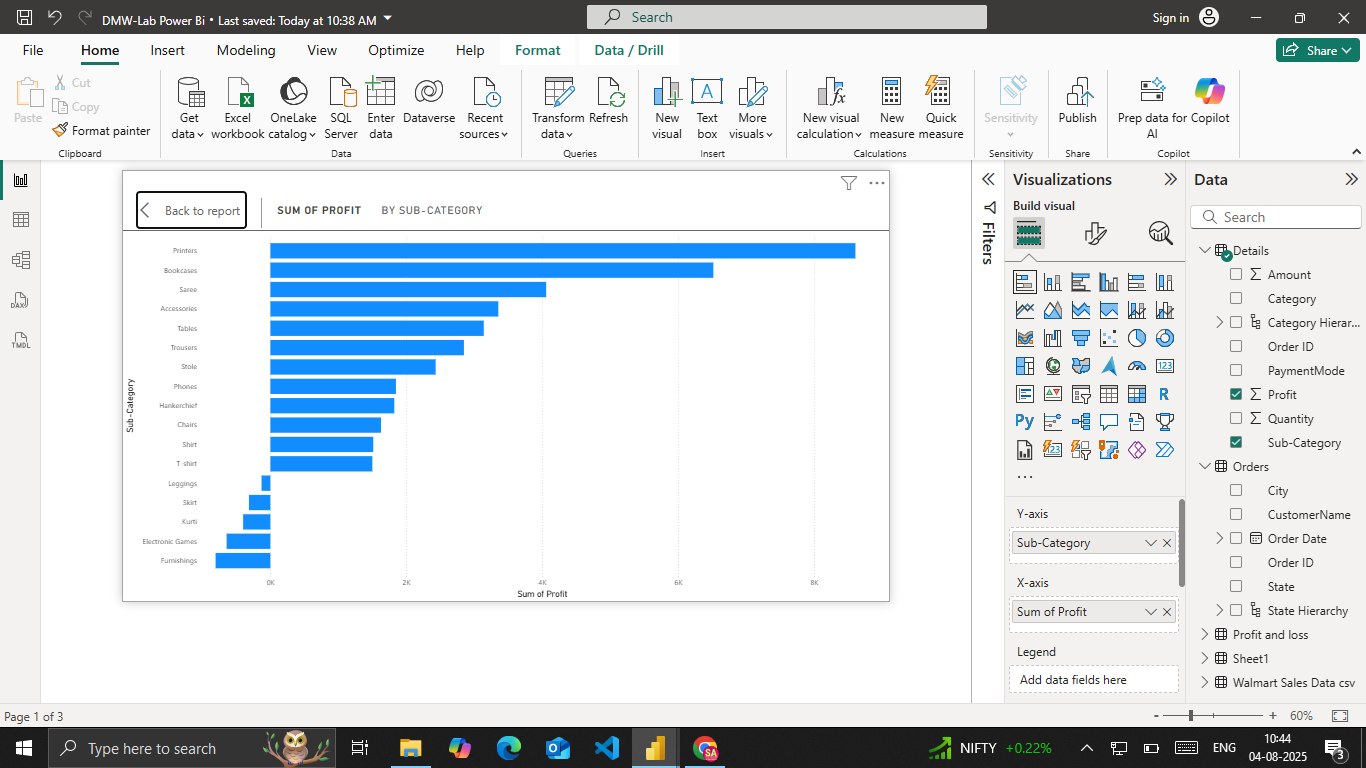 DMW-Lab Power Bi • Last saved: Today at 10:38 AM
Search
Sign in
File Home Insert Modeling View Optimize Help Format Data / Drill
Share
Paste
Cut
Copy
Format painter
Get data
Excel workbook
OneLake catalog
SQL Server
Enter data
Dataverse
Recent sources
Transform data
Refresh
New visual
Text box
More visuals
New visual calculation
New measure
Quick measure
Sensitivity
Publish
Prep data for AI
Copilot
Clipboard Data Queries Insert Calculations Sensitivity Share Copilot
Back to report
SUM OF PROFIT BY SUB-CATEGORY
Sub-Category
Printers
Bookcases
Saree
Accessories
Tables
Trousers
Stole
Phones
Hankerchief
Chairs
Shirt
T-shirt
Leggings
Skirt
Kurti
Electronic Games
Furnishings
0K 2K 4K 6K 8K
Sum of Profit
Filters
Visualizations
Build visual
123
R
Py
123
Y-axis
Sub-Category
X-axis
Sum of Profit
Legend
Add data fields here
Data
Search
Details
Amount
Category
Category Hierar...
Order ID
PaymentMode
Profit
Quantity
Sub-Category
Orders
City
CustomerName
Order Date
Order ID
State
State Hierarchy
Profit and loss
Sheet1
Walmart Sales Data csv
DAX
TMDL
Page 1 of 3
- + 60%
Type here to search
SA
NIFTY +0.22%
ENG
10:44
04-08-2025
3